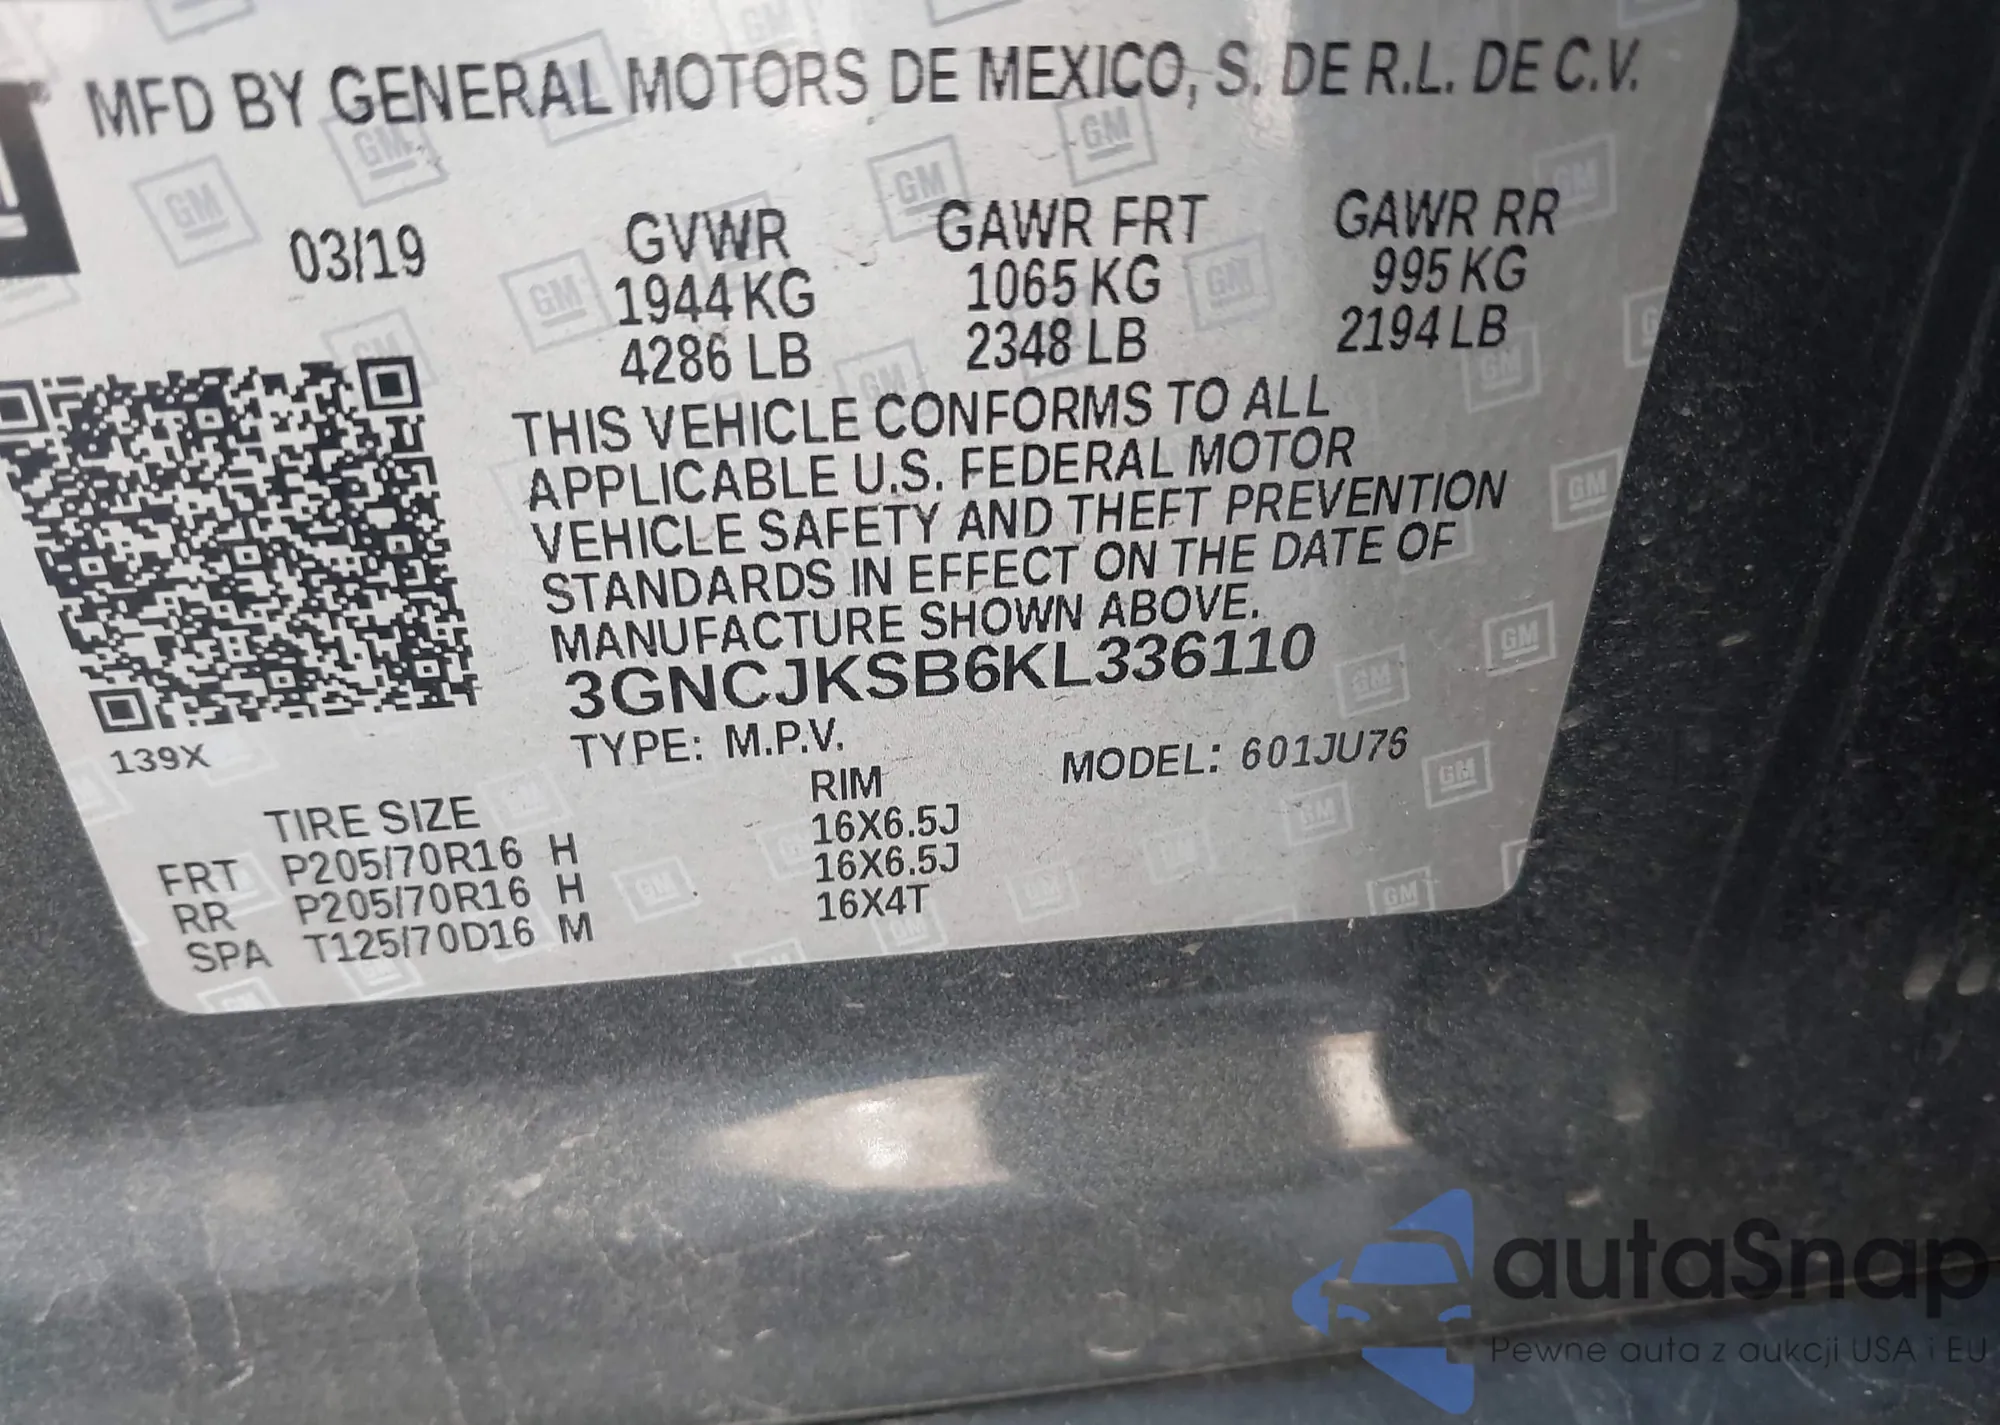 MFD BY GENERAL MOTORS DE MEXICO, S. DE R.L. DE C.V.
03/19
GVWR GAWR FRT GAWR RR
1944 KG 1065 KG 995 KG
4286 LB 2348 LB 2194 LB
THIS VEHICLE CONFORMS TO ALL
APPLICABLE U.S. FEDERAL MOTOR
VEHICLE SAFETY AND THEFT PREVENTION
STANDARDS IN EFFECT ON THE DATE OF
MANUFACTURE SHOWN ABOVE.
3GNCJKSB6KL336110
139X
TYPE: M.P.V. MODEL: 601JU76
TIRE SIZE RIM
FRT P205/70R16 H 16X6.5J
RR P205/70R16 H 16X6.5J
SPA T125/70D16 M 16X4T
autaSnap
Pewne auta z aukcji USA i EU